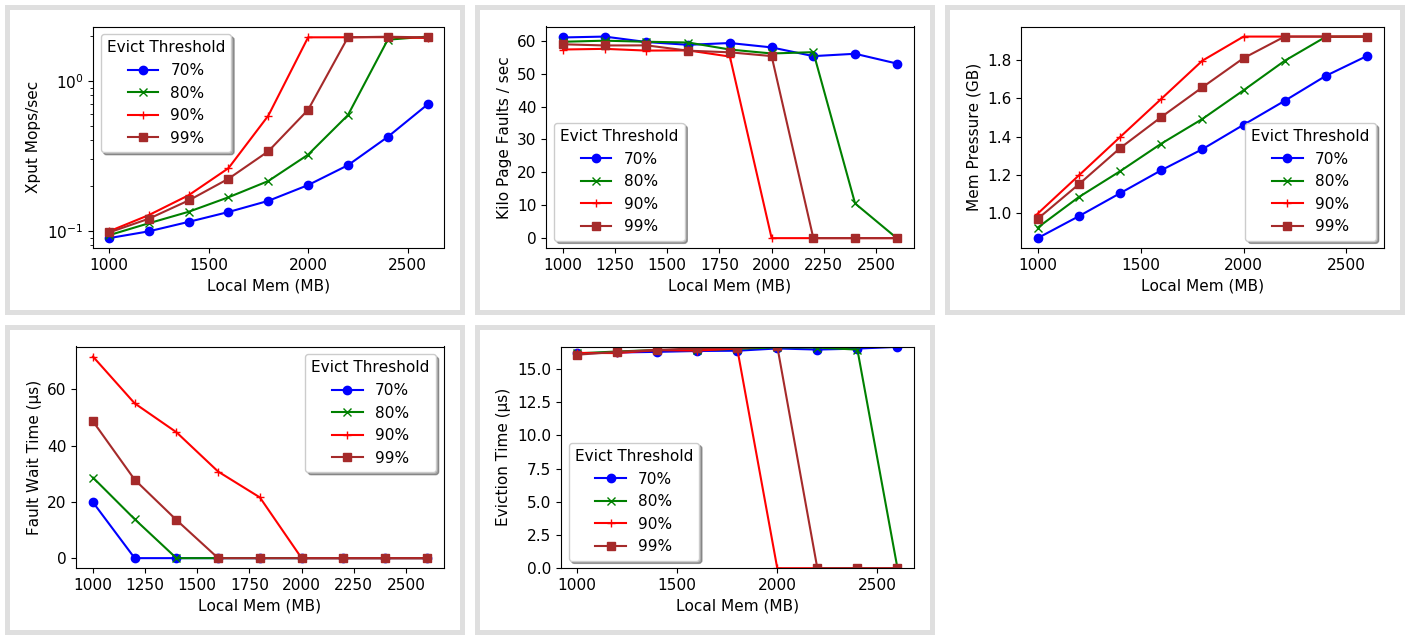 Xput Mops/sec
10⁰
10⁻¹
Evict Threshold
70%
80%
90%
99%
1000 1500 2000 2500
Local Mem (MB)
Kilo Page Faults / sec
60
50
40
30
20
10
0
Evict Threshold
70%
80%
90%
99%
1000 1250 1500 1750 2000 2250 2500
Local Mem (MB)
Mem Pressure (GB)
1.8
1.6
1.4
1.2
1.0
Evict Threshold
70%
80%
90%
99%
1000 1500 2000 2500
Local Mem (MB)
Fault Wait Time (µs)
60
40
20
0
Evict Threshold
70%
80%
90%
99%
1000 1250 1500 1750 2000 2250 2500
Local Mem (MB)
Eviction Time (µs)
15.0
12.5
10.0
7.5
5.0
2.5
0.0
Evict Threshold
70%
80%
90%
99%
1000 1500 2000 2500
Local Mem (MB)